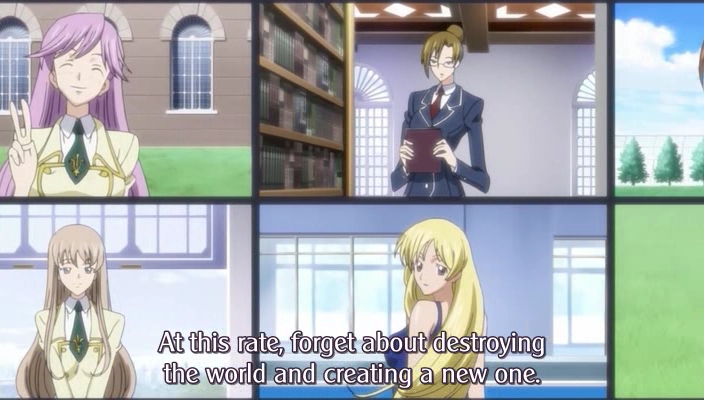 At this rate, forget about destroying
the world and creating a new one.